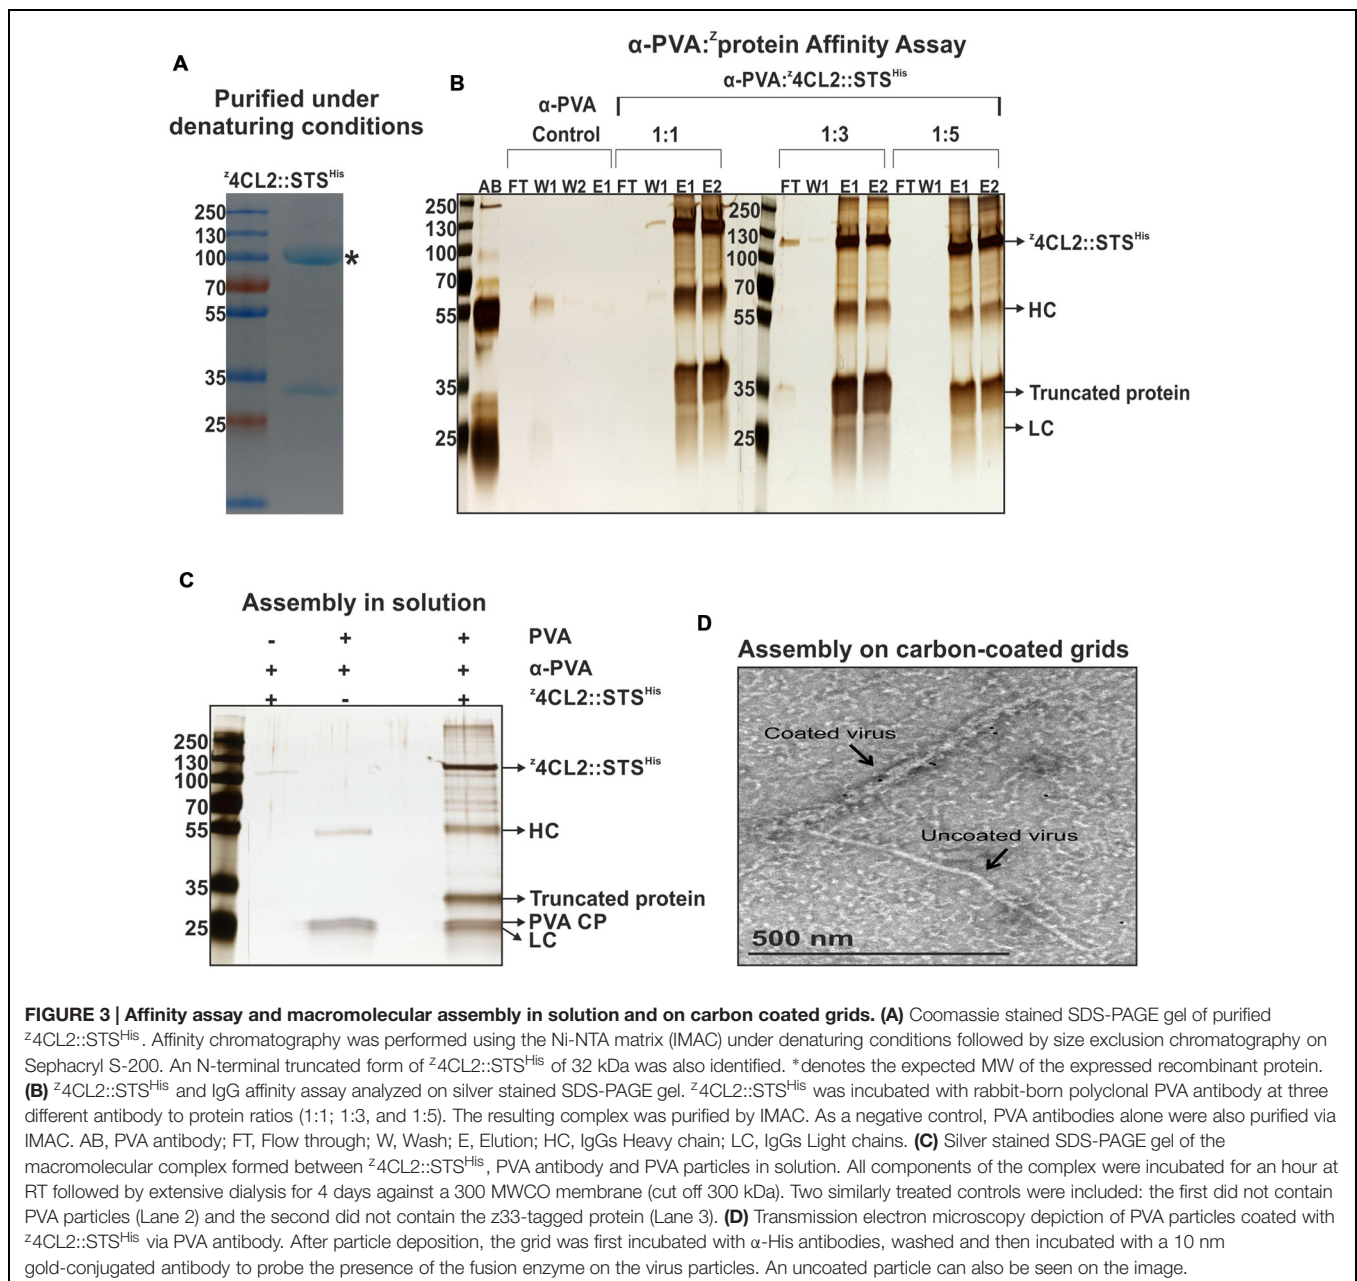 A
Purified under
denaturing conditions
z4CL2::STSHis
250
130
100
70
55
35
25
*
α-PVA:zprotein Affinity Assay
B
α-PVA:z4CL2::STSHis
α-PVA
Control 1:1 1:3 1:5
AB FT W1 W2 E1 FT W1 E1 E2 FT W1 E1 E2 FT W1 E1 E2
250
130
100
70
55
35
25
250
130
100
70
55
35
25
z4CL2::STSHis
HC
Truncated protein
LC
C
Assembly in solution
- + + PVA
+ + + α-PVA
+ - + z4CL2::STSHis
250
130
100
70
55
35
25
z4CL2::STSHis
HC
Truncated protein
PVA CP
LC
D
Assembly on carbon-coated grids
Coated virus
Uncoated virus
500 nm
FIGURE 3 | Affinity assay and macromolecular assembly in solution and on carbon coated grids. (A) Coomassie stained SDS-PAGE gel of purified
z4CL2::STSHis. Affinity chromatography was performed using the Ni-NTA matrix (IMAC) under denaturing conditions followed by size exclusion chromatography on
Sephacryl S-200. An N-terminal truncated form of z4CL2::STSHis of 32 kDa was also identified. *denotes the expected MW of the expressed recombinant protein.
(B) z4CL2::STSHis and IgG affinity assay analyzed on silver stained SDS-PAGE gel. z4CL2::STSHis was incubated with rabbit-born polyclonal PVA antibody at three
different antibody to protein ratios (1:1; 1:3, and 1:5). The resulting complex was purified by IMAC. As a negative control, PVA antibodies alone were also purified via
IMAC. AB, PVA antibody; FT, Flow through; W, Wash; E, Elution; HC, IgGs Heavy chain; LC, IgGs Light chains. (C) Silver stained SDS-PAGE gel of the
macromolecular complex formed between z4CL2::STSHis, PVA antibody and PVA particles in solution. All components of the complex were incubated for an hour at
RT followed by extensive dialysis for 4 days against a 300 MWCO membrane (cut off 300 kDa). Two similarly treated controls were included: the first did not contain
PVA particles (Lane 2) and the second did not contain the z33-tagged protein (Lane 3). (D) Transmission electron microscopy depiction of PVA particles coated with
z4CL2::STSHis via PVA antibody. After particle deposition, the grid was first incubated with α-His antibodies, washed and then incubated with a 10 nm
gold-conjugated antibody to probe the presence of the fusion enzyme on the virus particles. An uncoated particle can also be seen on the image.